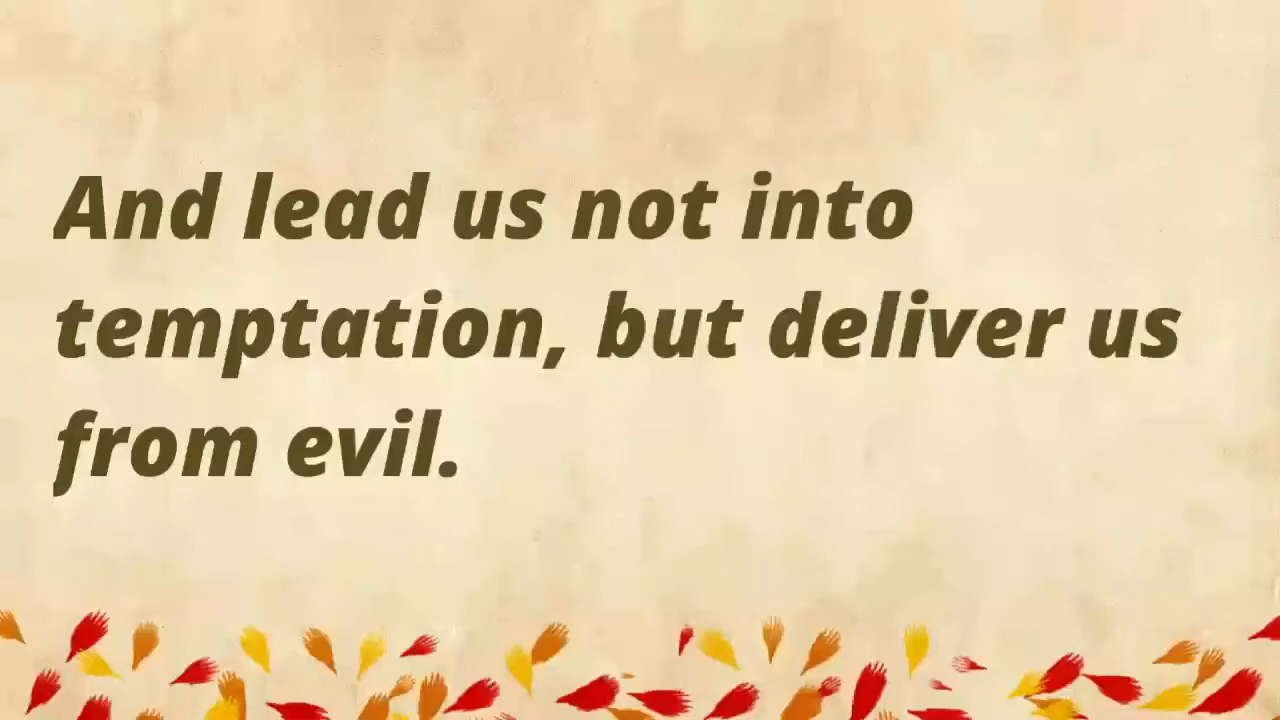 And lead us not into
temptation, but deliver us
from evil.